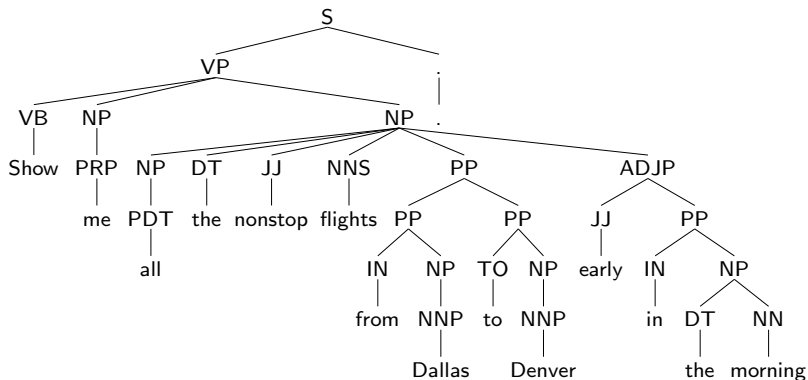 S
VP .
VB NP NP .
Show PRP NP DT JJ NNS PP ADJP
me PDT the nonstop flights PP PP JJ PP
all IN NP TO NP early IN NP
from NNP to NNP in DT NN
Dallas Denver the morning